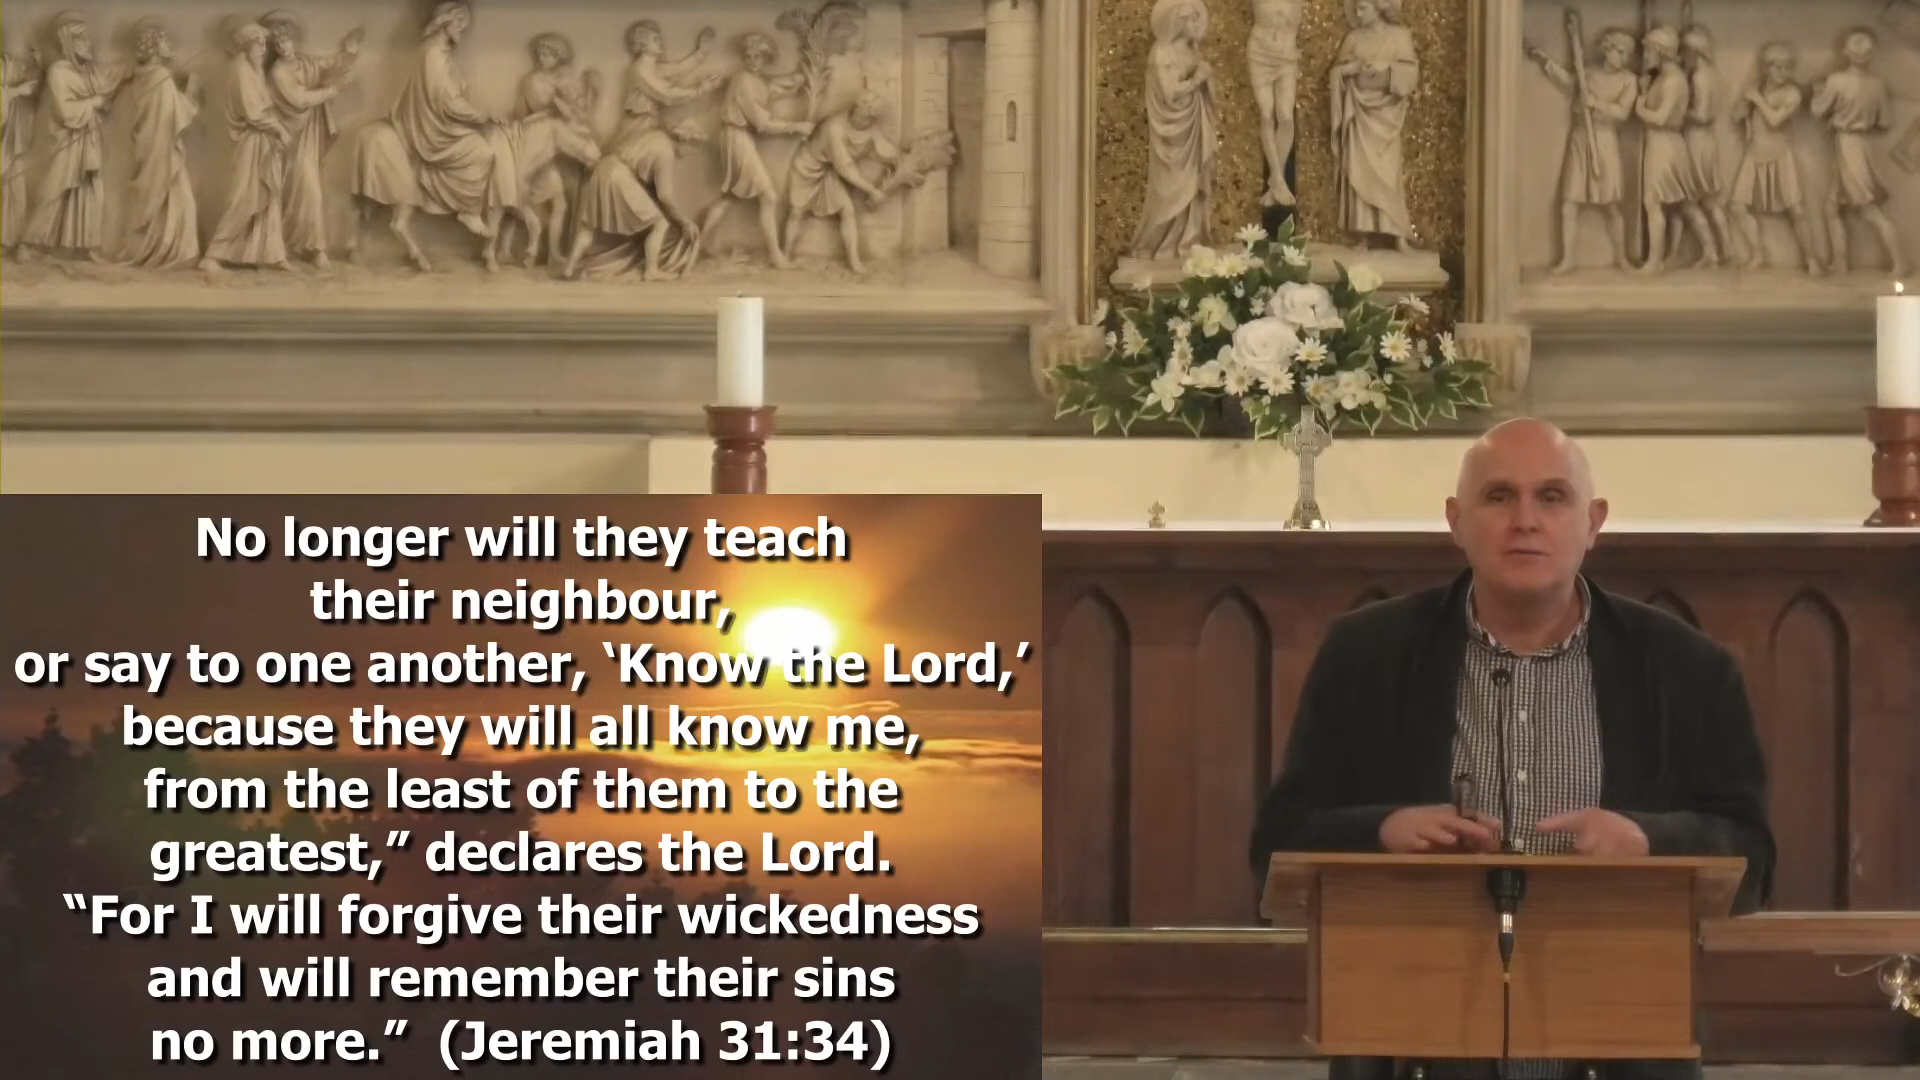 No longer will they teach
their neighbour,
or say to one another, ‘Know the Lord,’
because they will all know me,
from the least of them to the
greatest,” declares the Lord.
“For I will forgive their wickedness
and will remember their sins
no more.”  (Jeremiah 31:34)